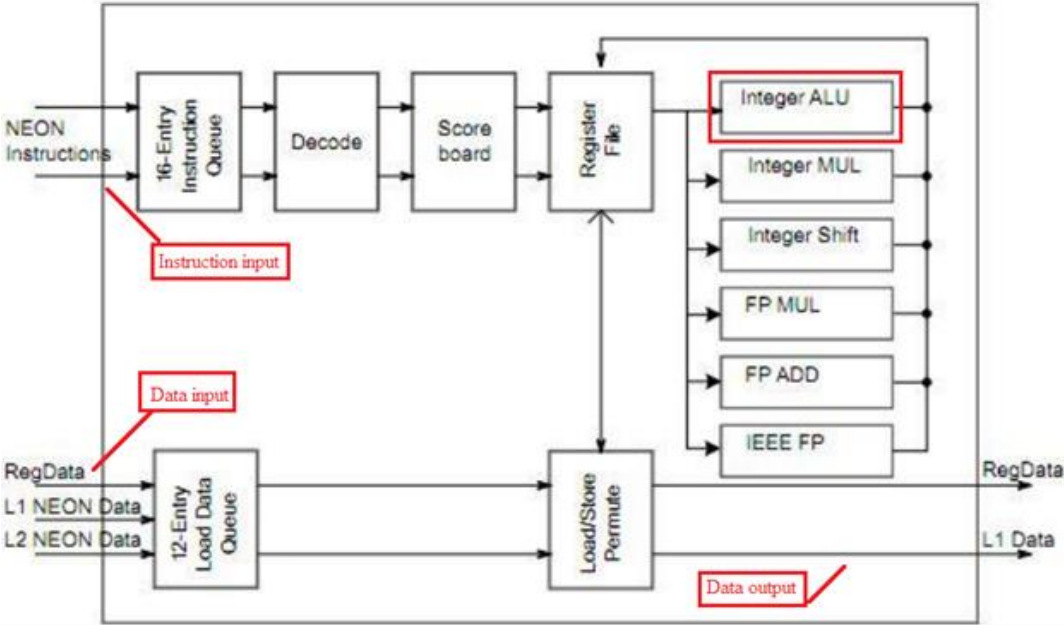 NEON
Instructions
16-Entry
Instruction
Queue
Decode
Score
board
Register
File
Integer ALU
Integer MUL
Integer Shift
FP MUL
FP ADD
IEEE FP
Instruction input
Data input
RegData
L1 NEON Data
L2 NEON Data
12-Entry
Load Data
Queue
Load/Store
Permute
RegData
L1 Data
Data output